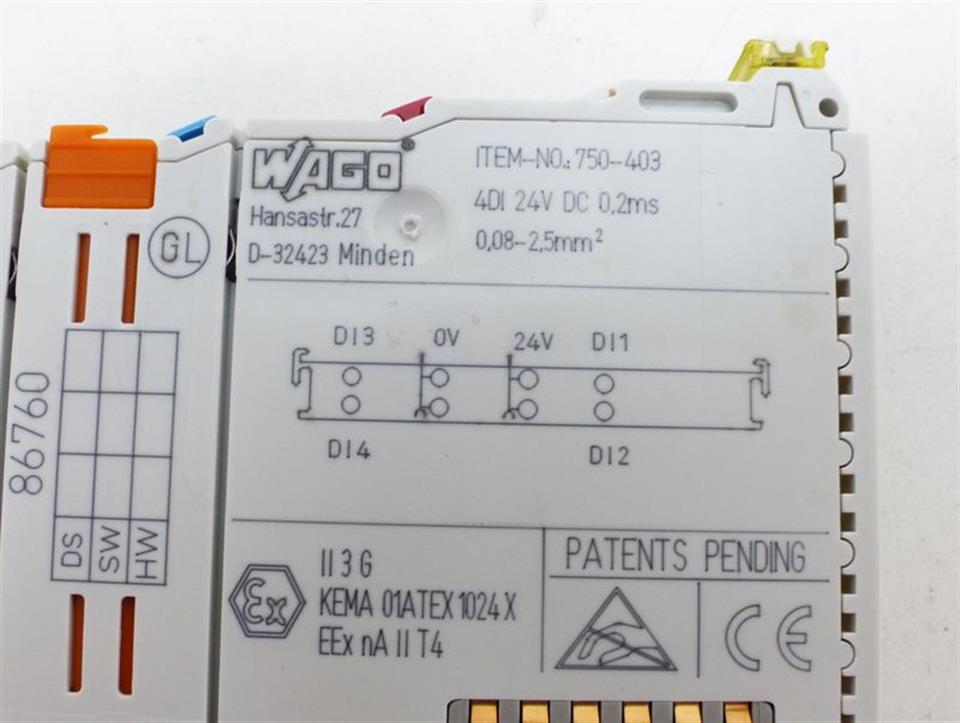 WAGO®
Hansastr.27
D-32423 Minden
ITEM-NO.:750-403
4DI 24V DC 0,2ms
0,08-2,5mm²
GL
DI3 0V 24V DI1
DI4 DI2
86760
DS
SW
HW
Ex
II 3 G
KEMA 01ATEX1024 X
EEx nA II T4
PATENTS PENDING
CE